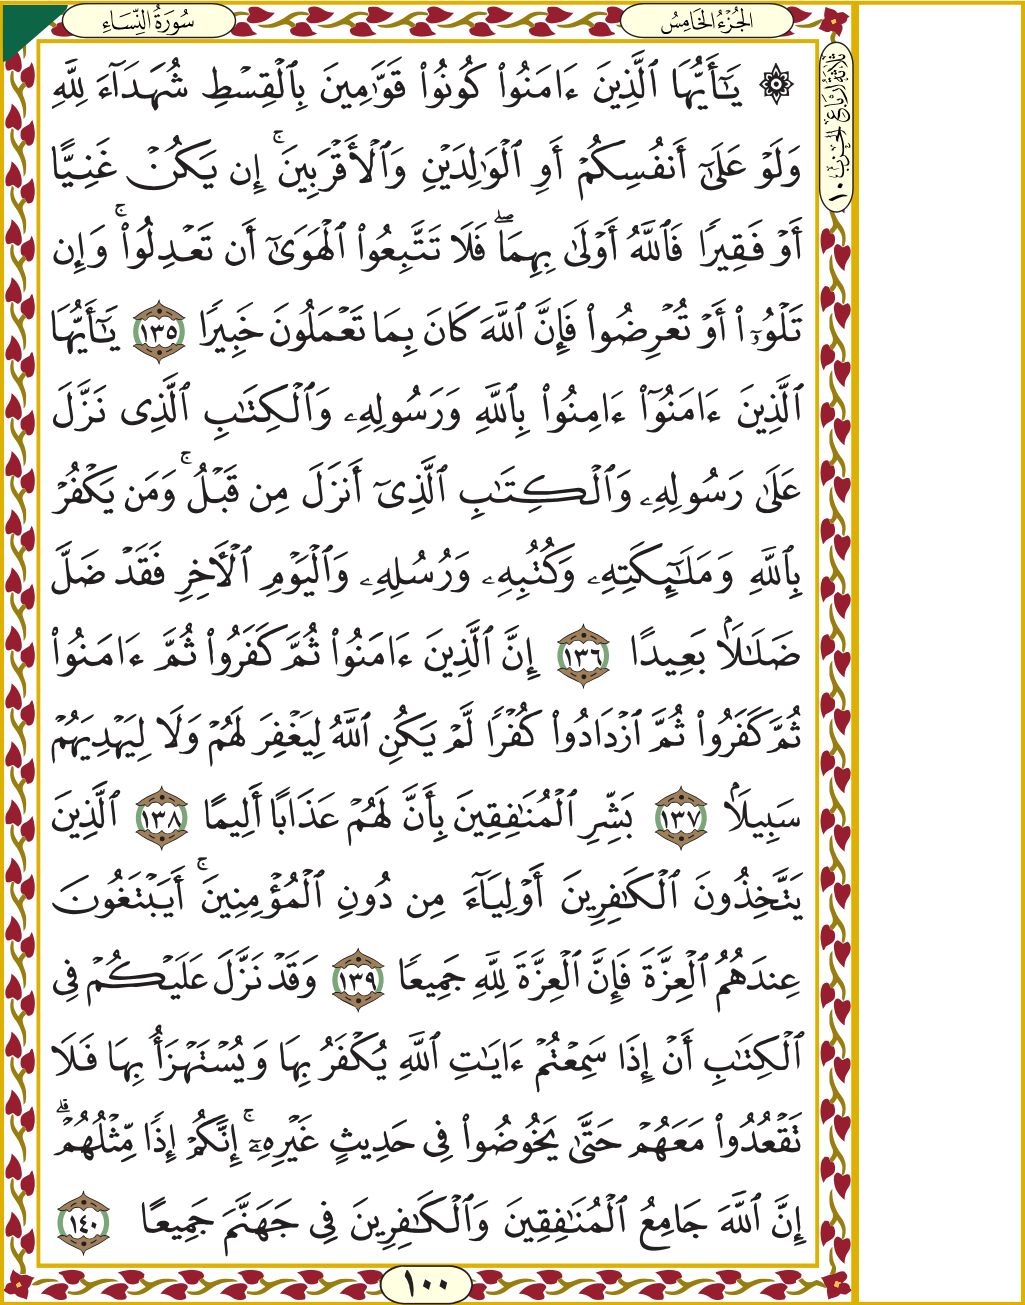 سُورَةُ النِّسَاءِ
الجُزْءُ الخَامِسُ
ثَلَاثَةُ أَرْبَاعِ الحِزْبِ ١٠
۞ يَٰٓأَيُّهَا ٱلَّذِينَ ءَامَنُواْ كُونُواْ قَوَّٰمِينَ بِٱلْقِسْطِ شُهَدَآءَ لِلَّهِ
وَلَوْ عَلَىٰٓ أَنفُسِكُمْ أَوِ ٱلْوَٰلِدَيْنِ وَٱلْأَقْرَبِينَ ۚ إِن يَكُنْ غَنِيًّا
أَوْ فَقِيرًا فَٱللَّهُ أَوْلَىٰ بِهِمَا ۖ فَلَا تَتَّبِعُواْ ٱلْهَوَىٰٓ أَن تَعْدِلُواْ ۚ وَإِن
تَلْوُۥٓاْ أَوْ تُعْرِضُواْ فَإِنَّ ٱللَّهَ كَانَ بِمَا تَعْمَلُونَ خَبِيرًا ١٣٥ يَٰٓأَيُّهَا
ٱلَّذِينَ ءَامَنُوٓاْ ءَامِنُواْ بِٱللَّهِ وَرَسُولِهِۦ وَٱلْكِتَٰبِ ٱلَّذِى نَزَّلَ
عَلَىٰ رَسُولِهِۦ وَٱلْكِتَٰبِ ٱلَّذِىٓ أَنزَلَ مِن قَبْلُ ۚ وَمَن يَكْفُرْ
بِٱللَّهِ وَمَلَٰٓئِكَتِهِۦ وَكُتُبِهِۦ وَرُسُلِهِۦ وَٱلْيَوْمِ ٱلْأَخِرِ فَقَدْ ضَلَّ
ضَلَٰلَۢا بَعِيدًا ١٣٦ إِنَّ ٱلَّذِينَ ءَامَنُواْ ثُمَّ كَفَرُواْ ثُمَّ ءَامَنُواْ
ثُمَّ كَفَرُواْ ثُمَّ ٱزْدَادُواْ كُفْرًا لَّمْ يَكُنِ ٱللَّهُ لِيَغْفِرَ لَهُمْ وَلَا لِيَهْدِيَهُمْ
سَبِيلَۢا ١٣٧ بَشِّرِ ٱلْمُنَٰفِقِينَ بِأَنَّ لَهُمْ عَذَابًا أَلِيمًا ١٣٨ ٱلَّذِينَ
يَتَّخِذُونَ ٱلْكَٰفِرِينَ أَوْلِيَآءَ مِن دُونِ ٱلْمُؤْمِنِينَ ۚ أَيَبْتَغُونَ
عِندَهُمُ ٱلْعِزَّةَ فَإِنَّ ٱلْعِزَّةَ لِلَّهِ جَمِيعًا ١٣٩ وَقَدْ نَزَّلَ عَلَيْكُمْ فِى
ٱلْكِتَٰبِ أَنْ إِذَا سَمِعْتُمْ ءَايَٰتِ ٱللَّهِ يُكْفَرُ بِهَا وَيُسْتَهْزَأُ بِهَا فَلَا
تَقْعُدُواْ مَعَهُمْ حَتَّىٰ يَخُوضُواْ فِى حَدِيثٍ غَيْرِهِۦٓ ۚ إِنَّكُمْ إِذًا مِّثْلُهُمْ ۗ
إِنَّ ٱللَّهَ جَامِعُ ٱلْمُنَٰفِقِينَ وَٱلْكَٰفِرِينَ فِى جَهَنَّمَ جَمِيعًا ١٤٠
١٠٠